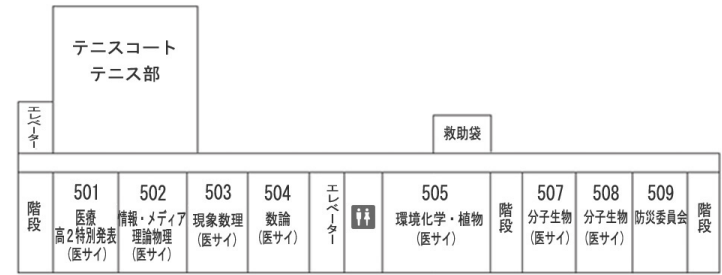 テニスコート
テニス部
エレベーター
救助袋
階段
501
医療
高２特別発表
(医サイ)
502
情報・メディア
理論物理
(医サイ)
503
現象数理
(医サイ)
504
数論
(医サイ)
エレベーター
505
環境化学・植物
(医サイ)
階段
507
分子生物
(医サイ)
508
分子生物
(医サイ)
509
防災委員会
階段